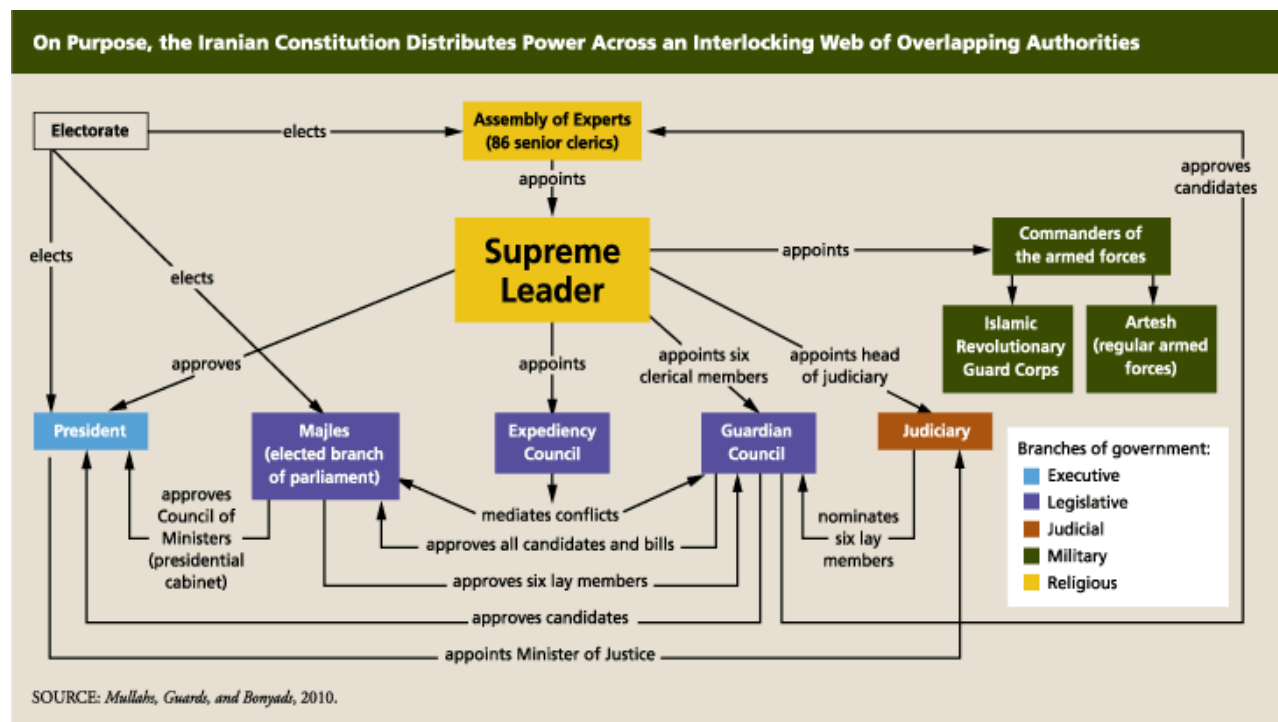 On Purpose, the Iranian Constitution Distributes Power Across an Interlocking Web of Overlapping Authorities
Electorate
elects
Assembly of Experts
(86 senior clerics)
approves
candidates
appoints
elects
elects
Supreme
Leader
appoints
Commanders of
the armed forces
Islamic
Revolutionary
Guard Corps
Artesh
(regular armed
forces)
approves
appoints
appoints six
clerical members
appoints head
of judiciary
President
Majles
(elected branch
of parliament)
Expediency
Council
Guardian
Council
Judiciary
Branches of government:
Executive
Legislative
Judicial
Military
Religious
approves
Council of
Ministers
(presidential
cabinet)
mediates conflicts
nominates
six lay
members
approves all candidates and bills
approves six lay members
approves candidates
appoints Minister of Justice
SOURCE: Mullahs, Guards, and Bonyads, 2010.